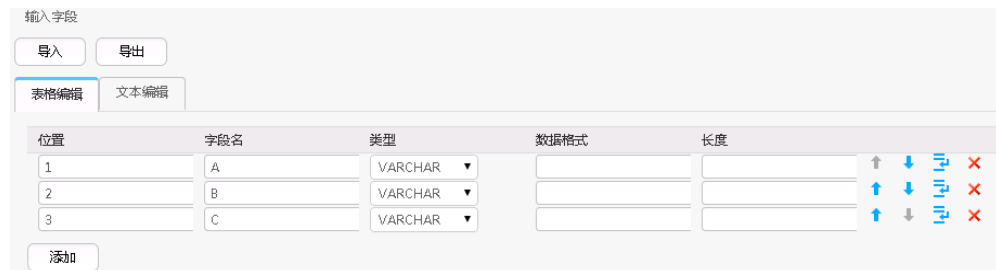 输入字段
导入 导出
表格编辑 文本编辑
位置 字段名 类型 数据格式 长度
1 A VARCHAR
2 B VARCHAR
3 C VARCHAR
添加